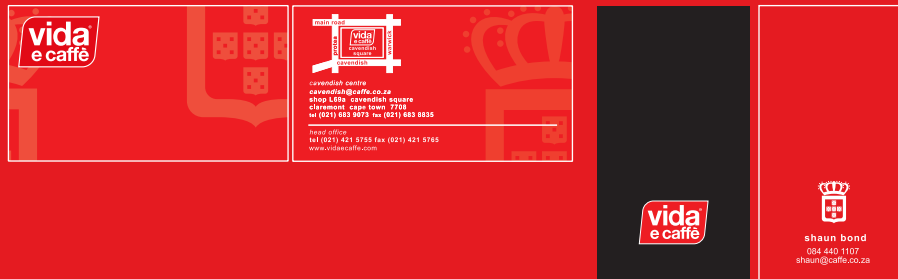 vida
e caffè
main road
protea
vida
e caffè
cavendish
square
warwick
cavendish
cavendish centre
cavendish@caffe.co.za
shop L69a cavendish square
claremont cape town 7708
tel (021) 683 9073 fax (021) 683 8835
head office
tel (021) 421 5755 fax (021) 421 5765
www.vidaecaffe.com
vida
e caffè
shaun bond
084 440 1107
shaun@caffe.co.za